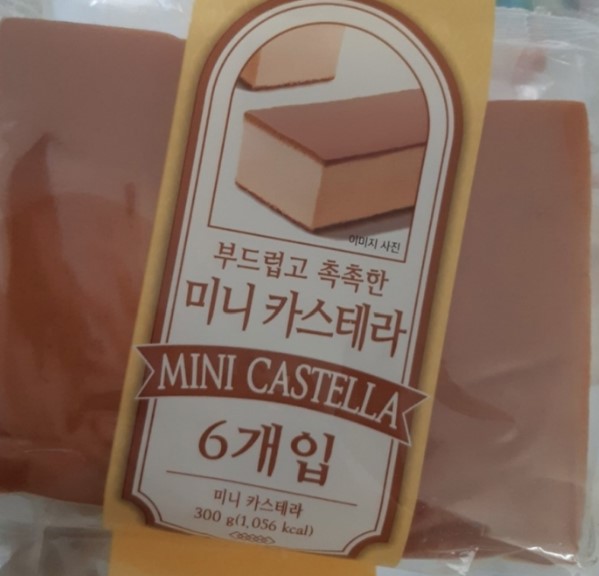 이미지 사진
부드럽고 촉촉한
미니 카스테라
MINI CASTELLA
6개입
미니 카스테라
300 g(1,056 kcal)